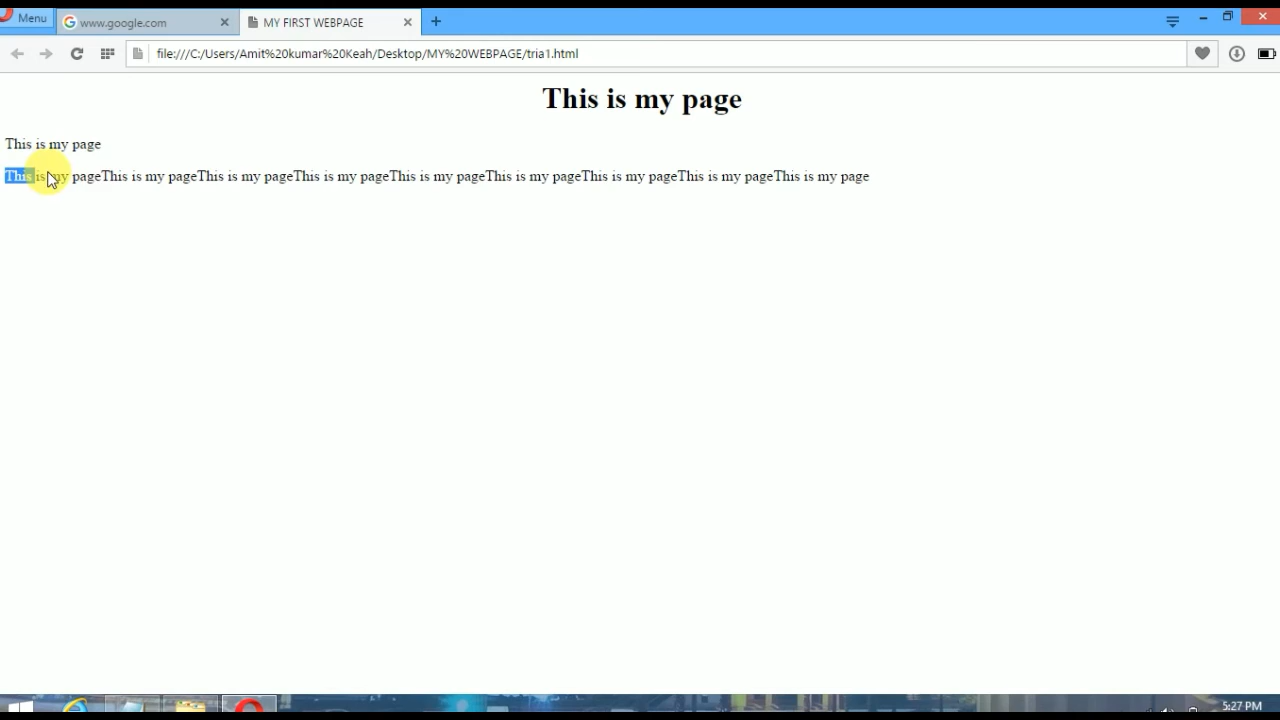 Menu
www.google.com
MY FIRST WEBPAGE
file:///C:/Users/Amit%20kumar%20Keah/Desktop/MY%20WEBPAGE/tria1.html
This is my page
This is my page
This is my pageThis is my pageThis is my pageThis is my pageThis is my pageThis is my pageThis is my pageThis is my pageThis is my page
5:27 PM